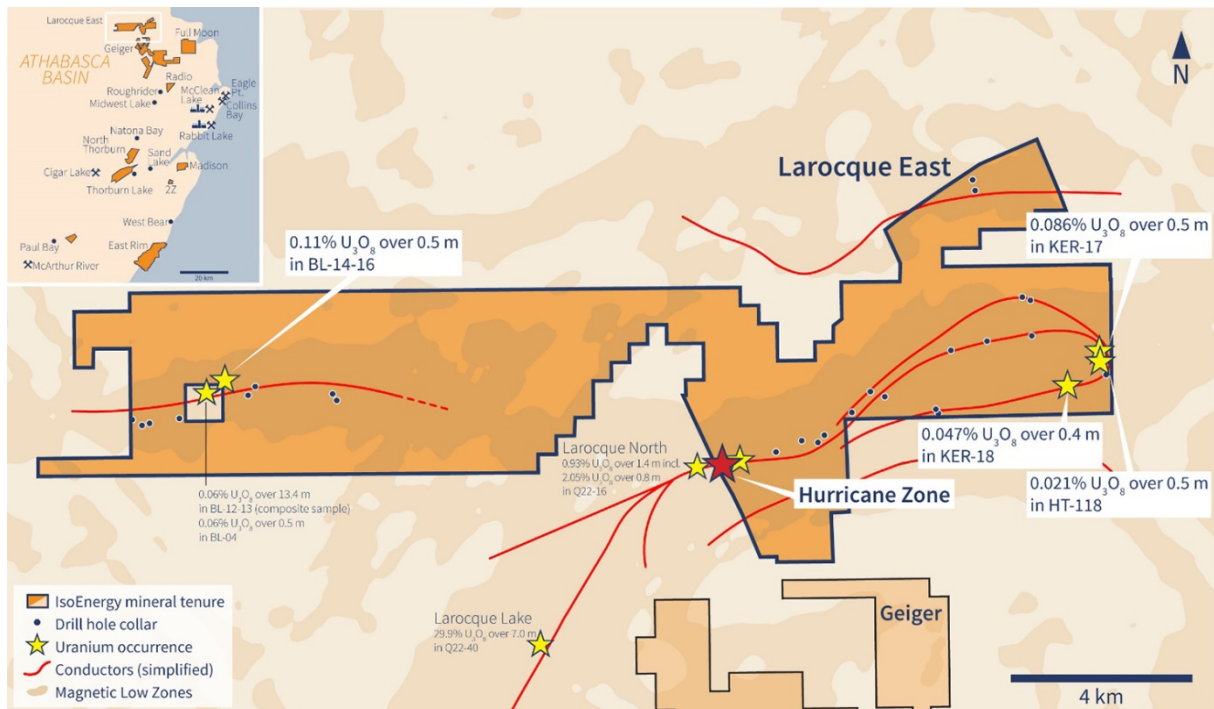 Larocque East
Full Moon
Geiger
ATHABASCA
BASIN
Radio
Roughrider
McClean
Lake
Eagle
Pt.
Midwest Lake
Collins
Bay
Rabbit Lake
Natona Bay
North
Thorburn
Sand
Lake
Madison
Cigar Lake
Thorburn Lake
2Z
West Bear
Paul Bay
East Rim
McArthur River
20 km
N
Larocque East
0.11% U₃O₈ over 0.5 m
in BL-14-16
0.086% U₃O₈ over 0.5 m
in KER-17
0.047% U₃O₈ over 0.4 m
in KER-18
0.021% U₃O₈ over 0.5 m
in HT-118
Larocque North
0.93% U₃O₈ over 1.4 m incl.
2.05% U₃O₈ over 0.8 m
in Q22-16
Hurricane Zone
0.06% U₃O₈ over 13.4 m
in BL-12-13 (composite sample)
0.06% U₃O₈ over 0.5 m
in BL-04
Larocque Lake
29.9% U₃O₈ over 7.0 m
in Q22-40
Geiger
IsoEnergy mineral tenure
Drill hole collar
Uranium occurrence
Conductors (simplified)
Magnetic Low Zones
4 km